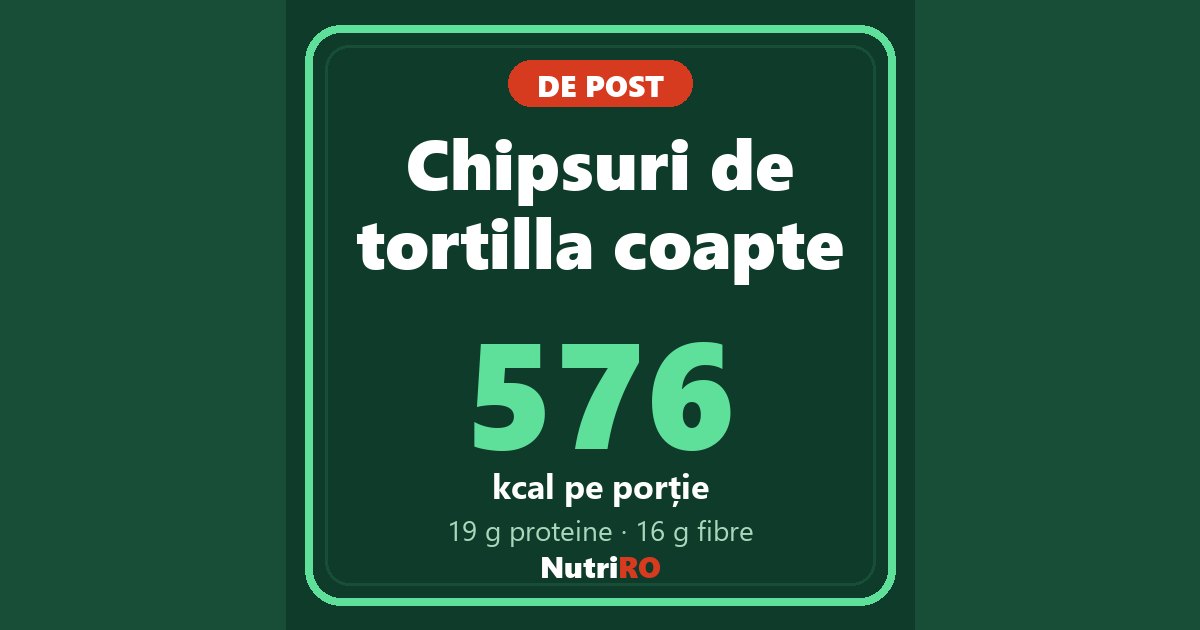 DE POST
Chipsuri de
tortilla coapte
576
kcal pe porție
19 g proteine · 16 g fibre
NutriRO